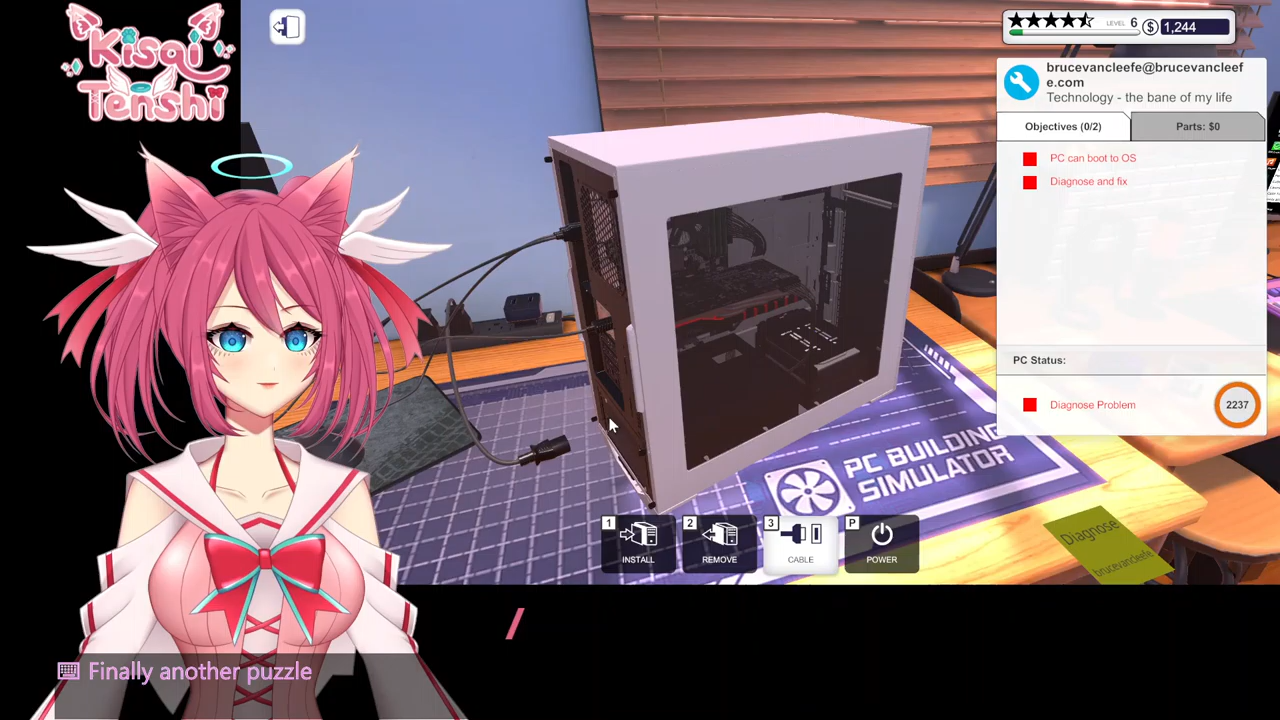 Kisai
Tenshi
LEVEL 6
$ 1,244
brucevancleefe@brucevancleef
e.com
Technology - the bane of my life
Objectives (0/2)
Parts: $0
PC can boot to OS
Diagnose and fix
PC Status:
Diagnose Problem
2237
PC BUILDING
SIMULATOR
1
INSTALL
2
REMOVE
3
CABLE
P
POWER
Diagnose
brucevancleefe
/
Finally another puzzle